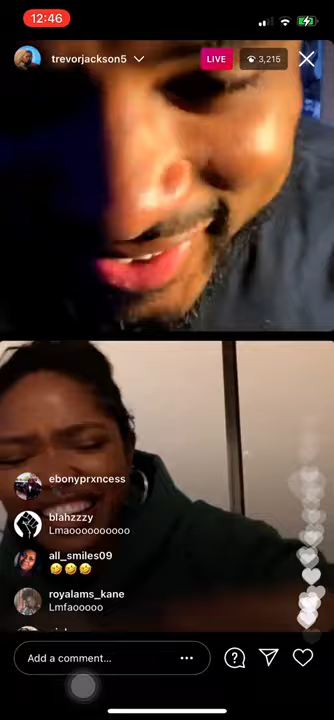 12:46
trevorjackson5
LIVE
3,215
ebonyprxncess
blahzzzy
Lmaoooooooooo
all_smiles09
🤣🤣🤣
royalams_kane
Lmfaooooo
Add a comment...